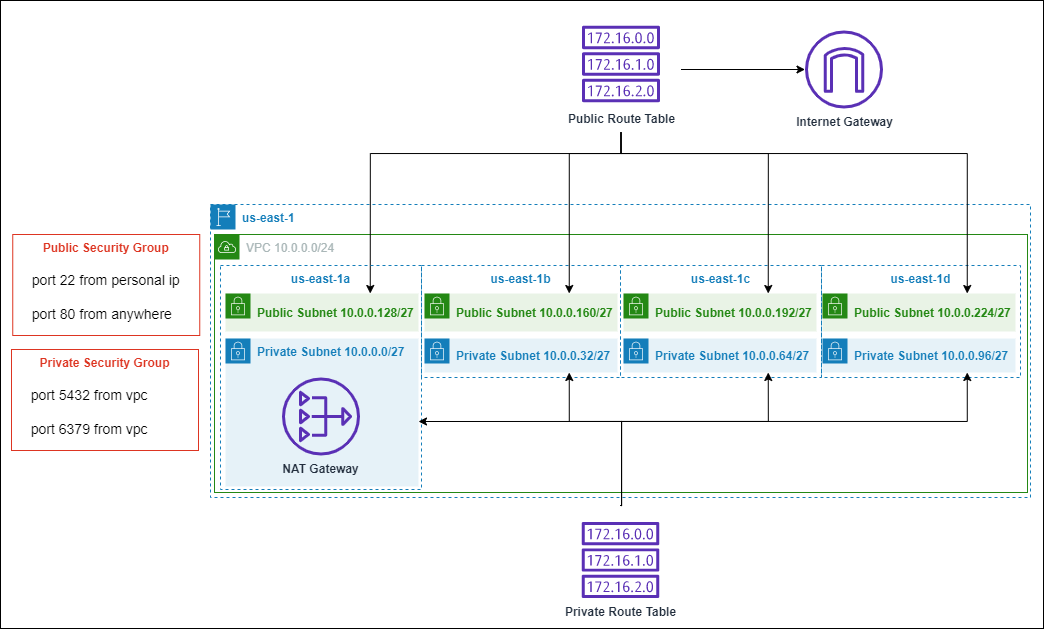 172.16.0.0
172.16.1.0
172.16.2.0
Public Route Table
Internet Gateway
us-east-1
VPC 10.0.0.0/24
Public Security Group
port 22 from personal ip
port 80 from anywhere
Private Security Group
port 5432 from vpc
port 6379 from vpc
us-east-1a
us-east-1b
us-east-1c
us-east-1d
Public Subnet 10.0.0.128/27
Public Subnet 10.0.0.160/27
Public Subnet 10.0.0.192/27
Public Subnet 10.0.0.224/27
Private Subnet 10.0.0.0/27
Private Subnet 10.0.0.32/27
Private Subnet 10.0.0.64/27
Private Subnet 10.0.0.96/27
NAT Gateway
172.16.0.0
172.16.1.0
172.16.2.0
Private Route Table